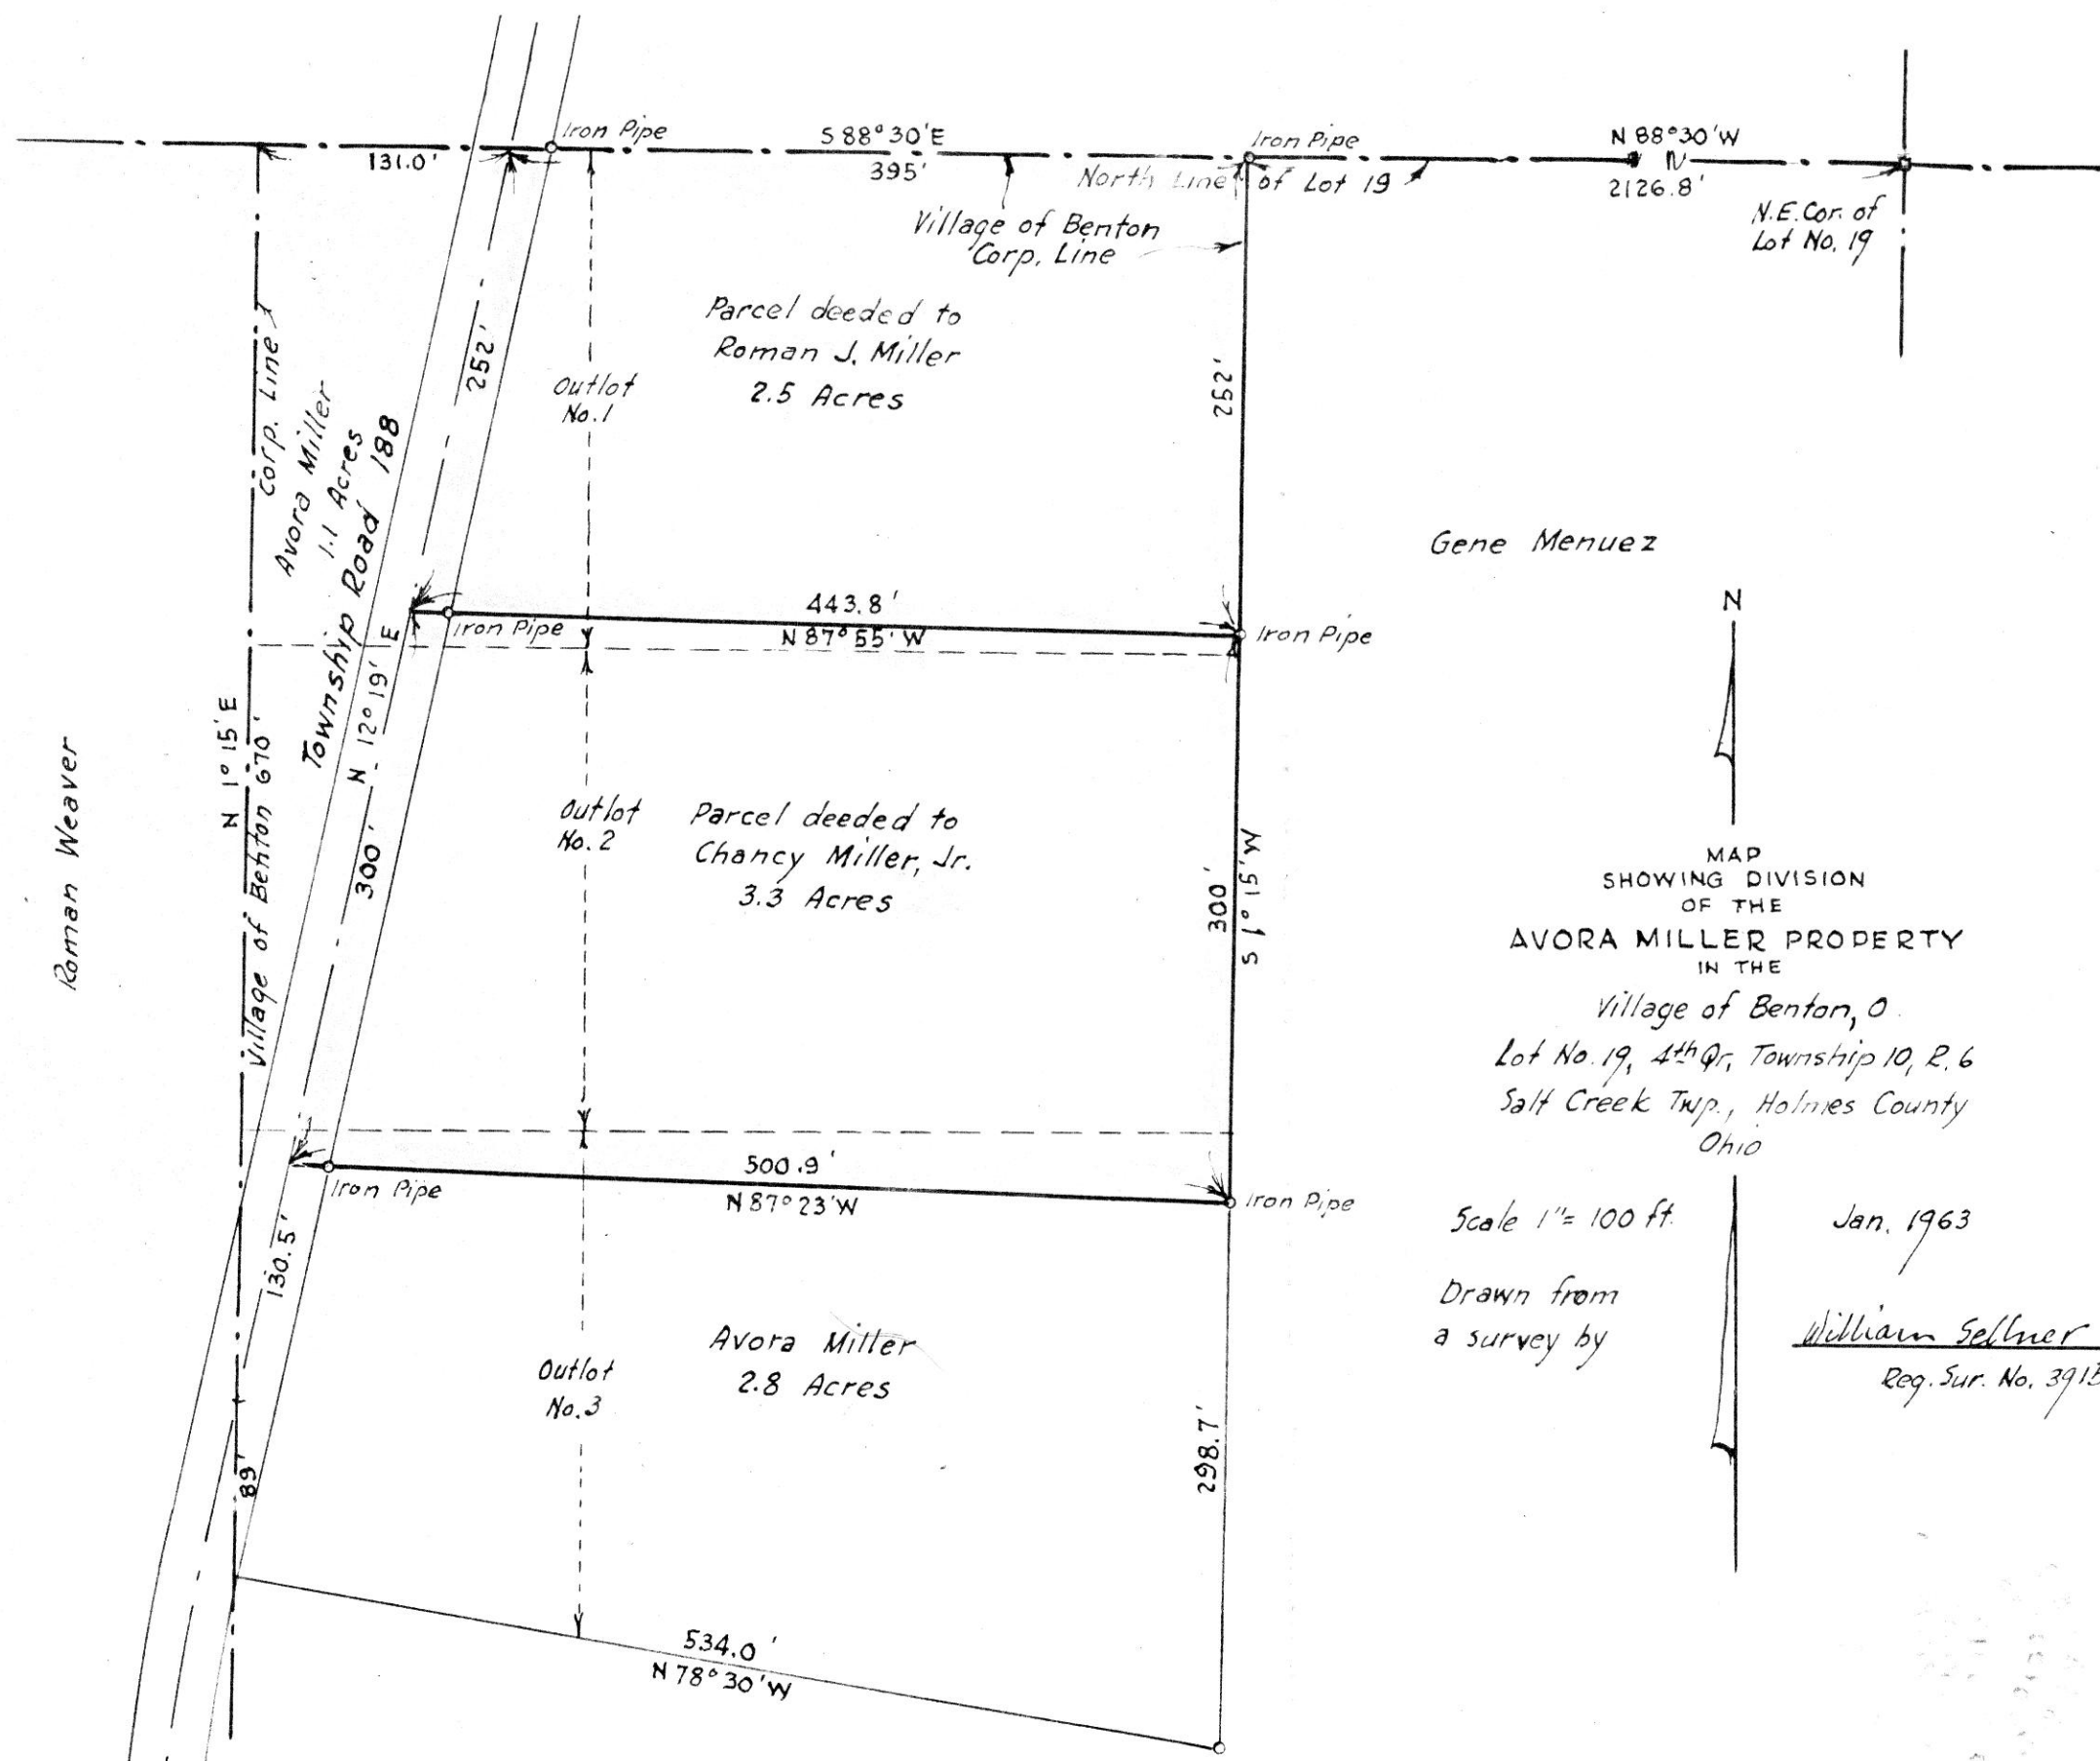 Iron Pipe
S 88° 30' E
Iron Pipe
N 88° 30' W
131.0'
395'
North Line of Lot 19
2126.8'
N.E. Cor. of
Lot No. 19
Village of Benton
Corp. Line
Parcel deeded to
Roman J. Miller
2.5 Acres
252'
252'
Outlot
No. 1
Corp. Line
Avora Miller
1.1 Acres
Township Road 188
Gene Menuez
443.8'
N 87° 55' W
Iron Pipe
Iron Pipe
N 12° 19' E
N 1° 15' E
Village of Benton 670'
Roman Weaver
300'
Outlot
No. 2
Parcel deeded to
Chancy Miller, Jr.
3.3 Acres
300'
S 1° 15' W
500.9'
N 87° 23' W
Iron Pipe
Iron Pipe
130.5'
Avora Miller
2.8 Acres
Outlot
No. 3
89'
298.7'
534.0'
N 78° 30' W
N
MAP
SHOWING DIVISION
OF THE
AVORA MILLER PROPERTY
IN THE
Village of Benton, O.
Lot No. 19, 4th Qr, Township 10, R. 6
Salt Creek Twp., Holmes County
Ohio
Scale 1" = 100 ft.
Jan. 1963
Drawn from
a survey by
William Sellner
Reg. Sur. No.